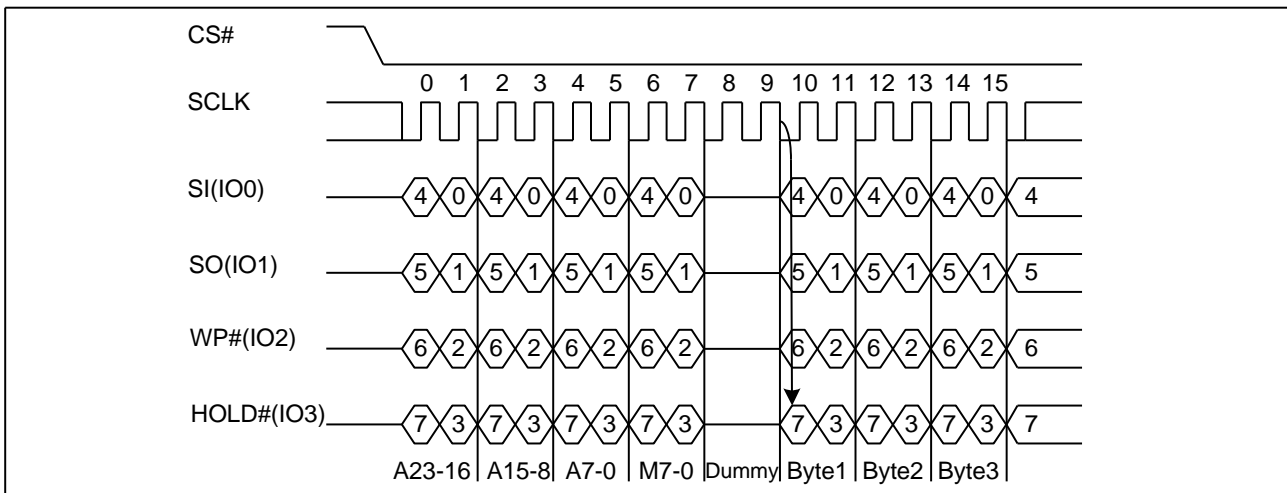 CS#
0 1 2 3 4 5 6 7 8 9 10 11 12 13 14 15
SCLK
SI(IO0) 4 0 4 0 4 0 4 0 4 0 4 0 4 0 4
SO(IO1) 5 1 5 1 5 1 5 1 5 1 5 1 5 1 5
WP#(IO2) 6 2 6 2 6 2 6 2 6 2 6 2 6 2 6
HOLD#(IO3) 7 3 7 3 7 3 7 3 7 3 7 3 7 3 7
A23-16 A15-8 A7-0 M7-0 Dummy Byte1 Byte2 Byte3